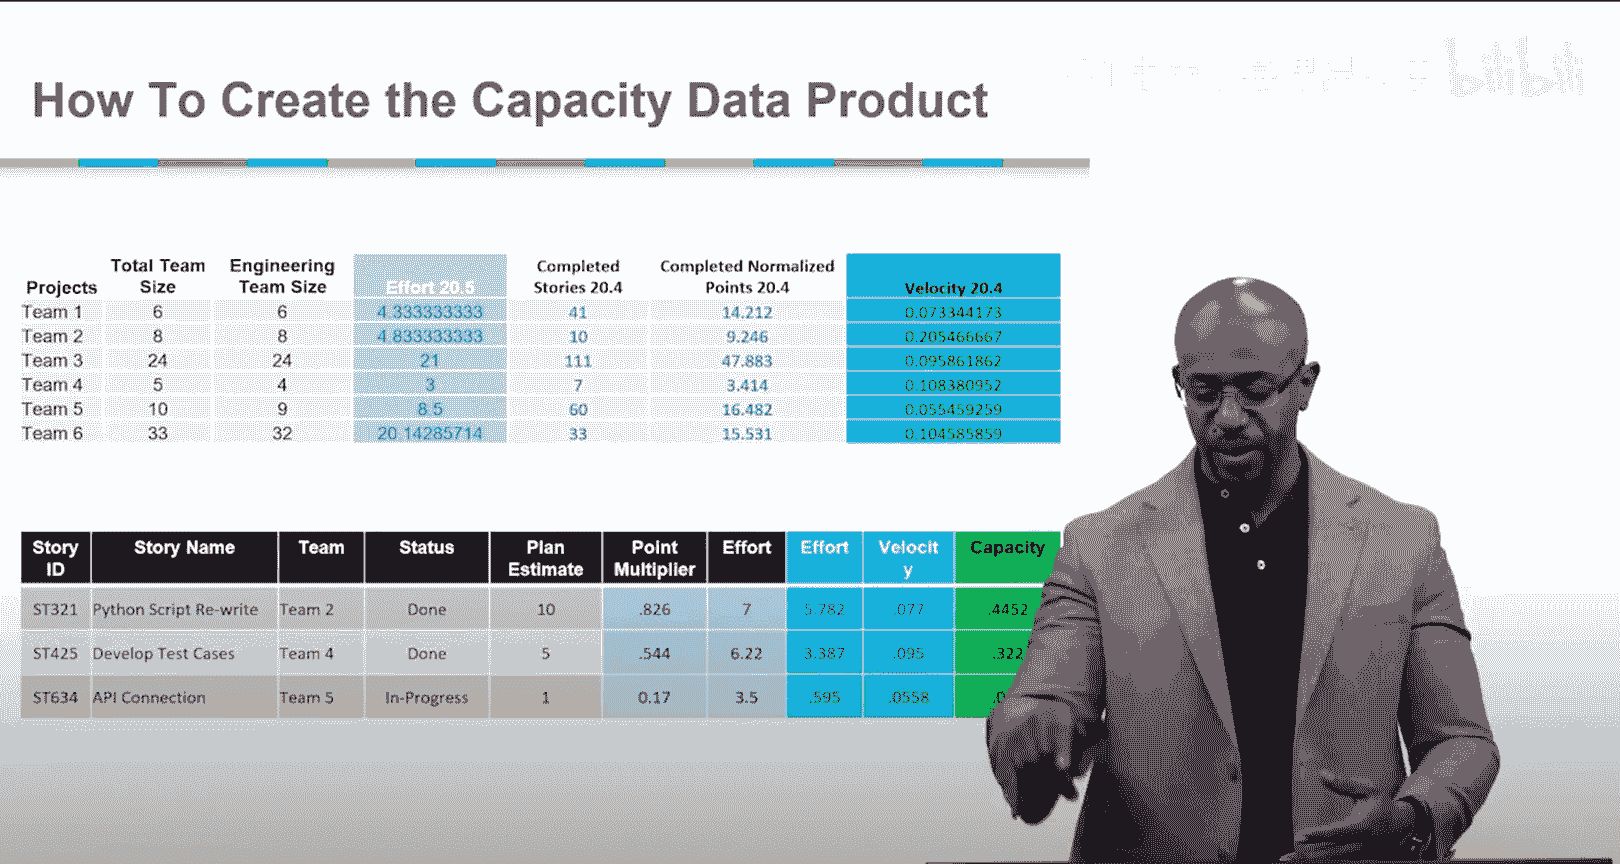 bilibili
How To Create the Capacity Data Product
Projects Total Team Size Engineering Team Size Effort 20.5 Completed Stories 20.4 Completed Normalized Points 20.4 Velocity 20.4
Team 1 6 6 4.333333333 41 14.212 0.073344173
Team 2 8 8 4.833333333 10 9.246 0.205466667
Team 3 24 24 21 111 47.883 0.095861862
Team 4 5 4 3 7 3.414 0.108380952
Team 5 10 9 8.5 60 16.482 0.055459259
Team 6 33 32 20.14285714 33 15.531 0.104585859
Story ID Story Name Team Status Plan Estimate Point Multiplier Effort Effort Velocity Capacity
ST321 Python Script Re-write Team 2 Done 10 .826 7 5.782 .077 .4452
ST425 Develop Test Cases Team 4 Done 5 .544 6.22 3.387 .095 .322
ST634 API Connection Team 5 In-Progress 1 0.17 3.5 .595 .0558